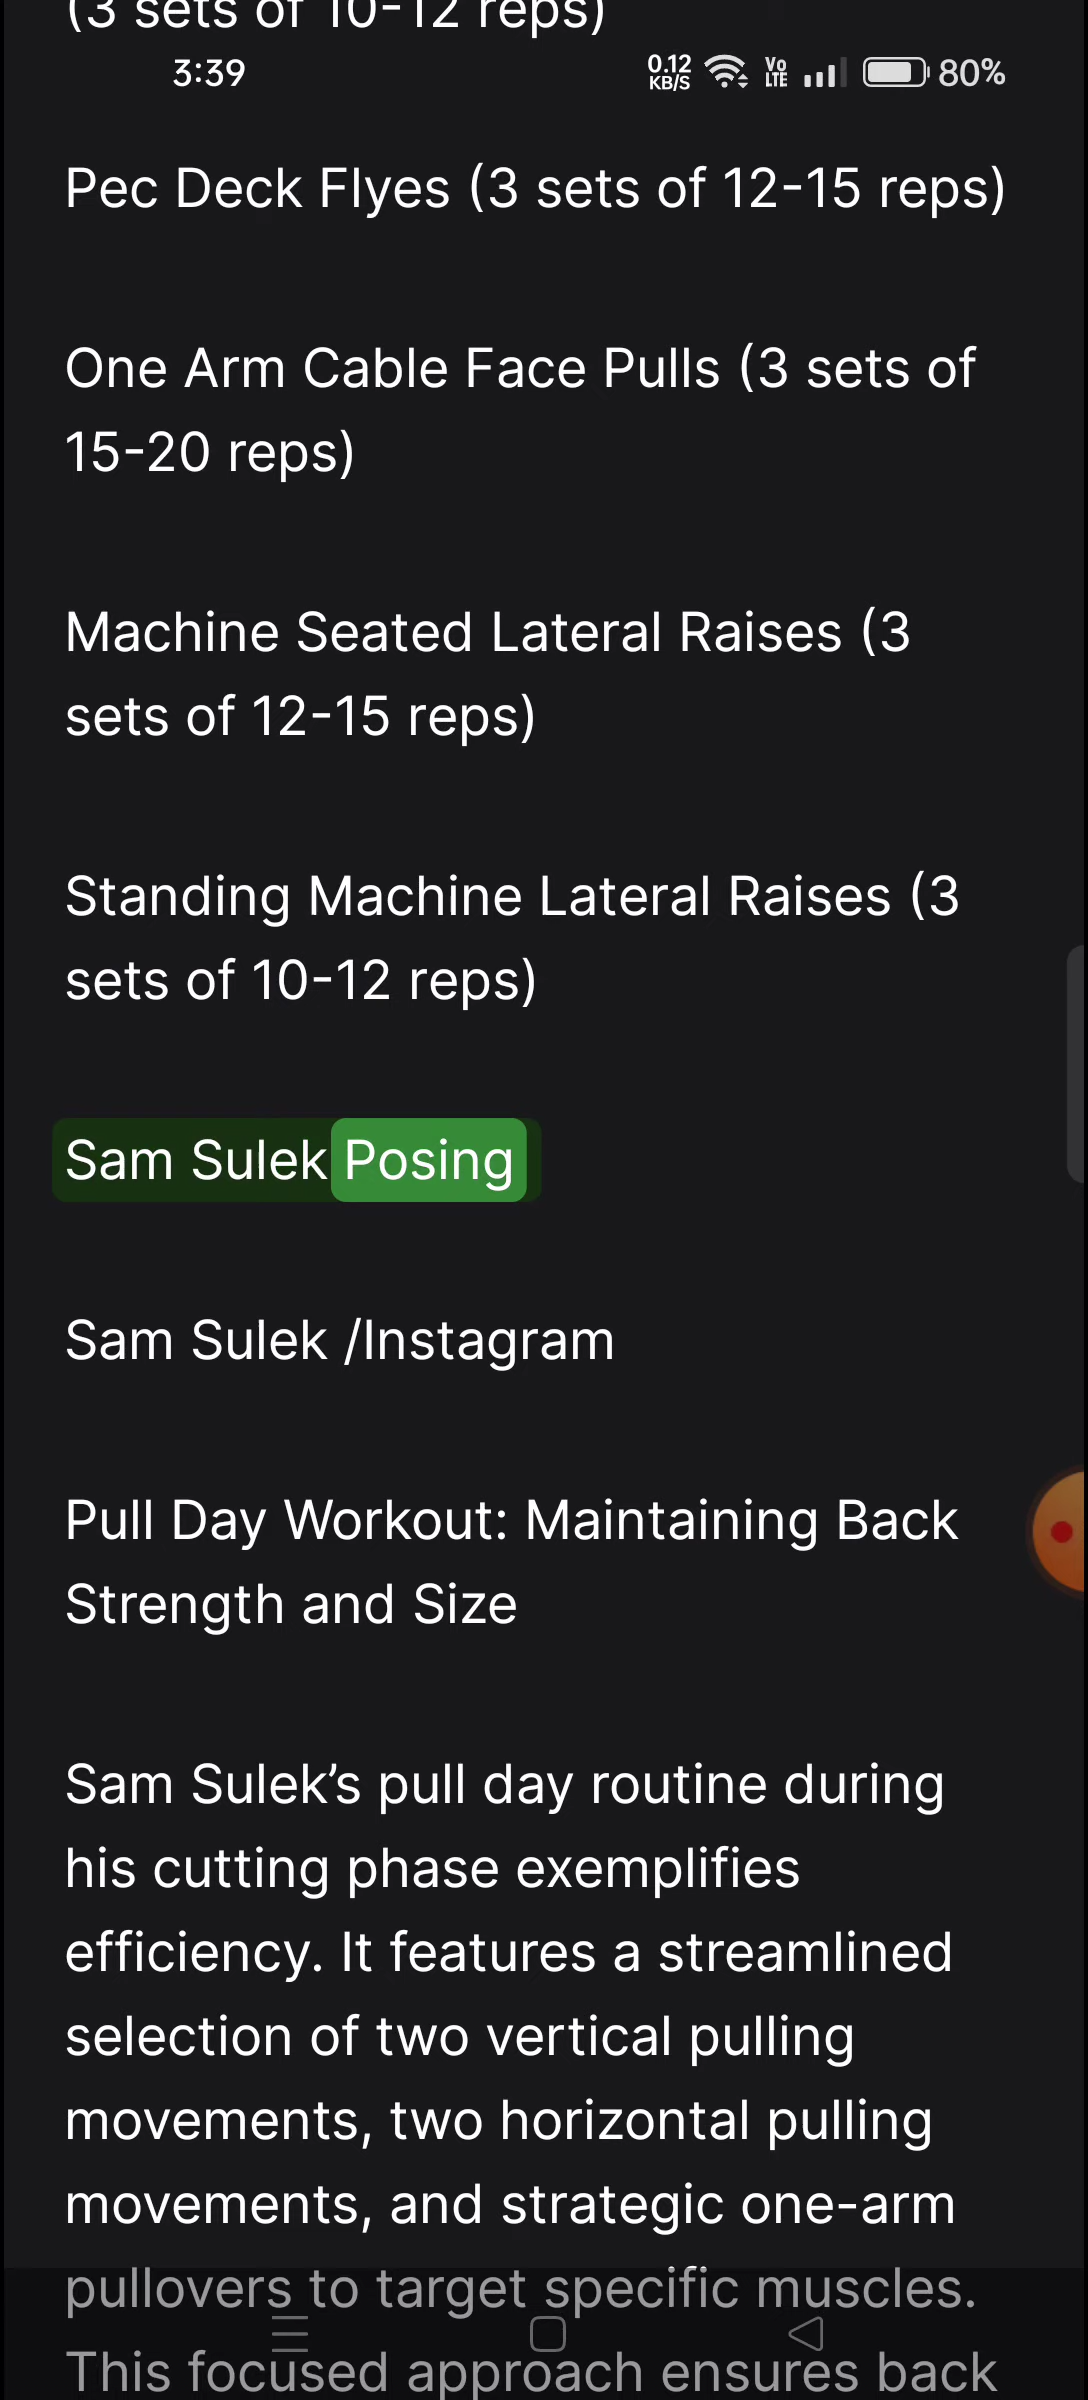 (3 sets of 10-12 reps)
3:39 0.12 KB/S Vo LTE 80%
Pec Deck Flyes (3 sets of 12-15 reps)
One Arm Cable Face Pulls (3 sets of
15-20 reps)
Machine Seated Lateral Raises (3
sets of 12-15 reps)
Standing Machine Lateral Raises (3
sets of 10-12 reps)
Sam Sulek Posing
Sam Sulek /Instagram
Pull Day Workout: Maintaining Back
Strength and Size
Sam Sulek’s pull day routine during
his cutting phase exemplifies
efficiency. It features a streamlined
selection of two vertical pulling
movements, two horizontal pulling
movements, and strategic one-arm
pullovers to target specific muscles.
This focused approach ensures back